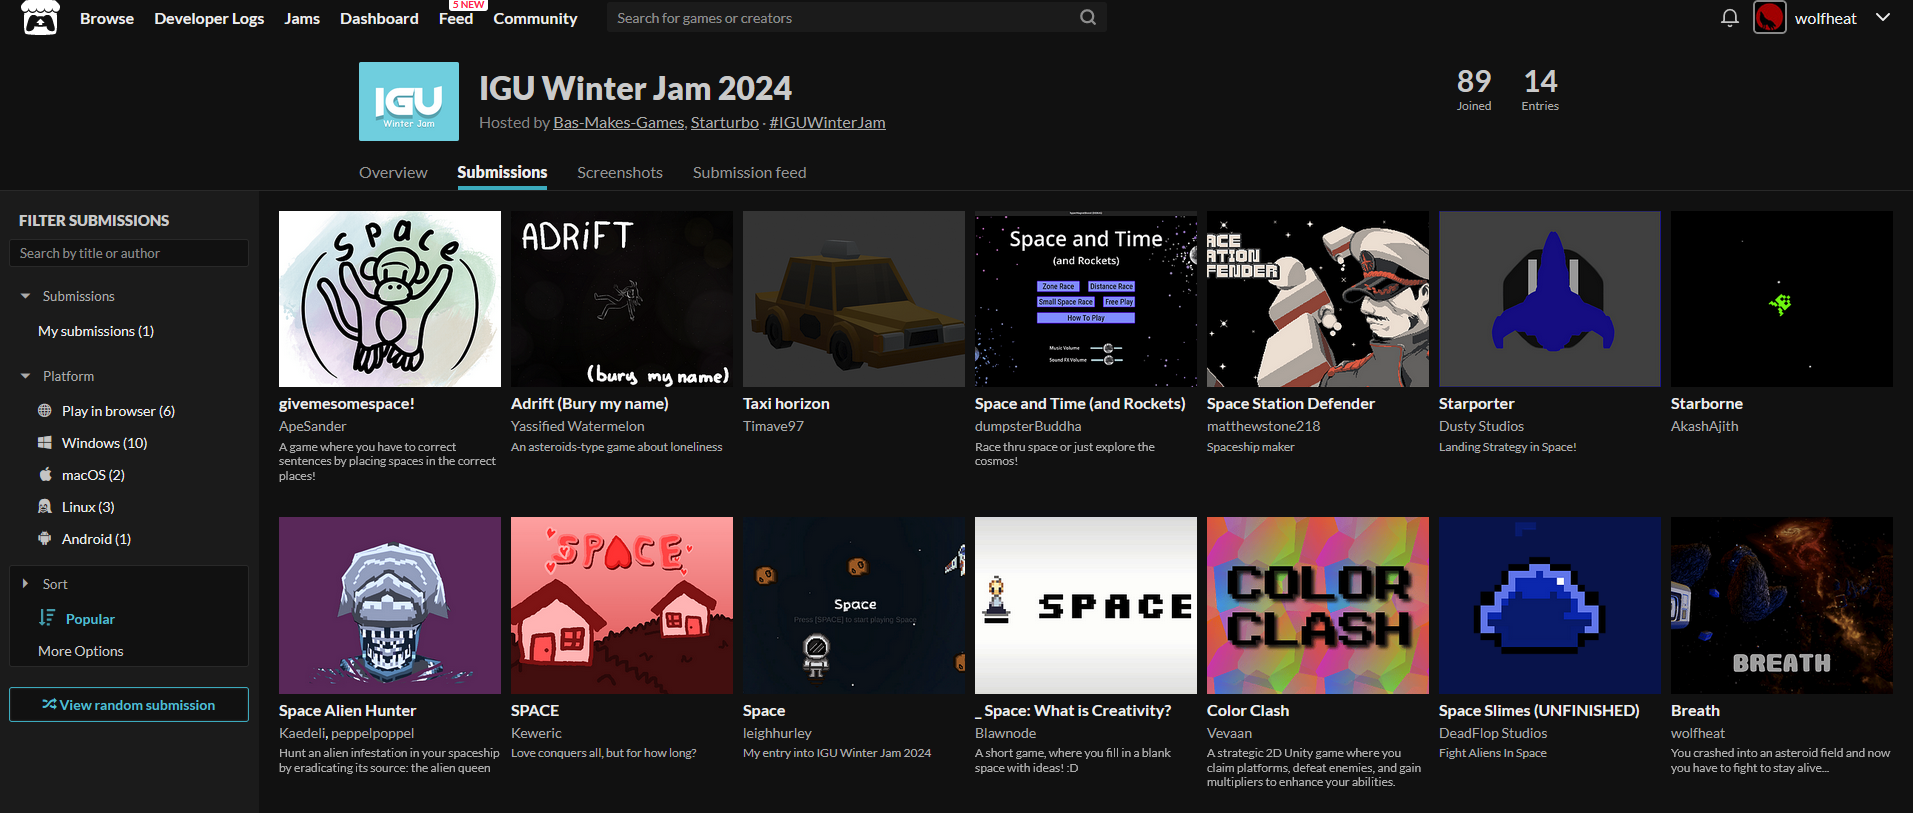 Browse Developer Logs Jams Dashboard Feed 5 NEW Community Search for games or creators wolfheat
IGU
Winter Jam
IGU Winter Jam 2024
Hosted by Bas-Makes-Games, Starturbo · #IGUWinterJam
89 Joined
14 Entries
Overview Submissions Screenshots Submission feed
FILTER SUBMISSIONS
Search by title or author
Submissions
My submissions (1)
Platform
Play in browser (6)
Windows (10)
macOS (2)
Linux (3)
Android (1)
Sort
Popular
More Options
View random submission
space
givemesomespace!
ApeSander
A game where you have to correct
sentences by placing spaces in the correct
places!
ADRiFT
(bury my name)
Adrift (Bury my name)
Yassified Watermelon
An asteroids-type game about loneliness
Taxi horizon
Timave97
Space and Time
(and Rockets)
Zone Race Distance Race
Small Space Race Free Play
How To Play
Music Volume
Sound FX Volume
Space and Time (and Rockets)
dumpsterBuddha
Race thru space or just explore the
cosmos!
ACE
ATION
FENDER
Space Station Defender
matthewstone218
Spaceship maker
Starporter
Dusty Studios
Landing Strategy in Space!
Starborne
AkashAjith
Space Alien Hunter
Kaedeli, peppelpoppel
Hunt an alien infestation in your spaceship
by eradicating its source: the alien queen
SPACE
SPACE
Keweric
Love conquers all, but for how long?
Space
Press [SPACE] to start playing Space
Space
leighhurley
My entry into IGU Winter Jam 2024
SPACE
_ Space: What is Creativity?
Blawnode
A short game, where you fill in a blank
space with ideas! :D
COLOR
CLASH
Color Clash
Vevaan
A strategic 2D Unity game where you
claim platforms, defeat enemies, and gain
multipliers to enhance your abilities.
Space Slimes (UNFINISHED)
DeadFlop Studios
Fight Aliens In Space
BREATH
Breath
wolfheat
You crashed into an asteroid field and now
you have to fight to stay alive...